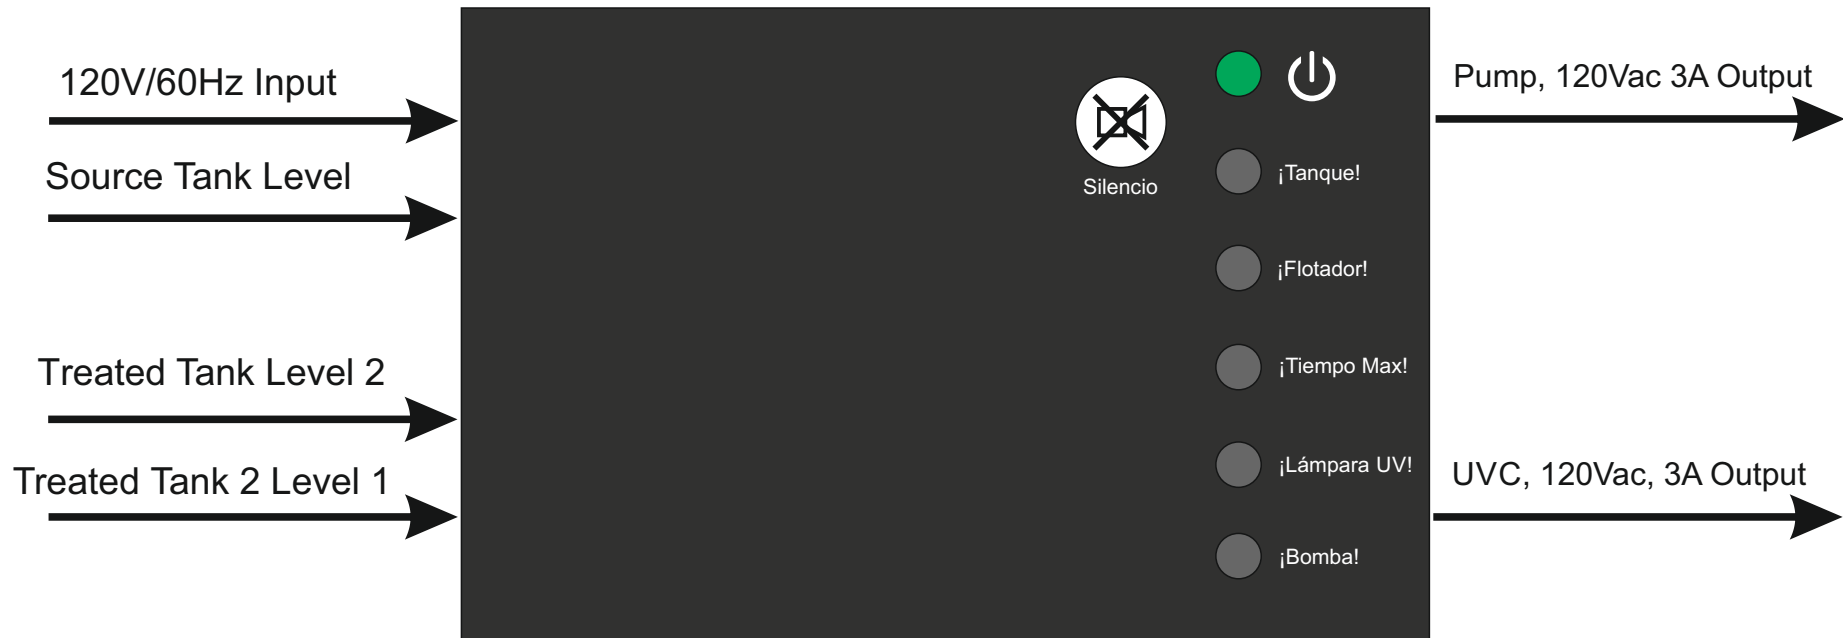 120V/60Hz Input
Source Tank Level
Treated Tank Level 2
Treated Tank 2 Level 1
Silencio
¡Tanque!
¡Flotador!
¡Tiempo Max!
¡Lámpara UV!
¡Bomba!
Pump, 120Vac 3A Output
UVC, 120Vac, 3A Output